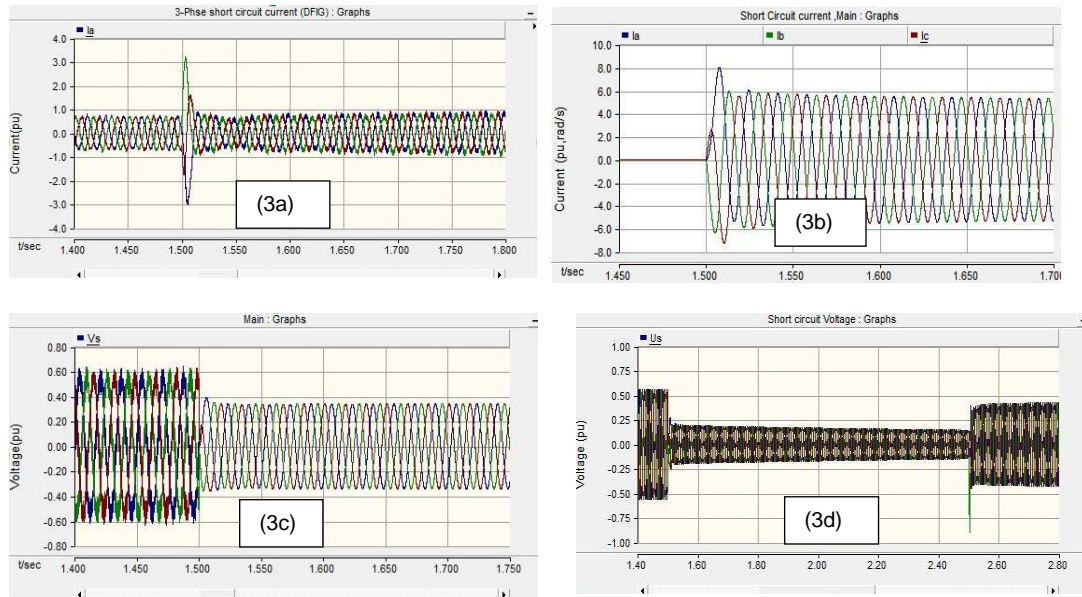 3-Phse short circuit current (DFIG) : Graphs
Ia
4.0
3.0
2.0
1.0
0.0
-1.0
-2.0
-3.0
-4.0
Current(pu)
(3a)
t/sec 1.400 1.450 1.500 1.550 1.600 1.650 1.700 1.750 1.800
Short Circuit current ,Main : Graphs
Ia Ib Ic
10.0
8.0
6.0
4.0
2.0
0.0
-2.0
-4.0
-6.0
-8.0
Current (pu,rad/s)
(3b)
t/sec 1.450 1.500 1.550 1.600 1.650 1.700
Main : Graphs
Vs
0.80
0.60
0.40
0.20
0.00
-0.20
-0.40
-0.60
-0.80
Voltage(pu)
(3c)
t/sec 1.400 1.450 1.500 1.550 1.600 1.650 1.700 1.750
Short circuit Voltage : Graphs
Us
1.00
0.75
0.50
0.25
0.00
-0.25
-0.50
-0.75
-1.00
Voltage (pu)
(3d)
1.40 1.60 1.80 2.00 2.20 2.40 2.60 2.80